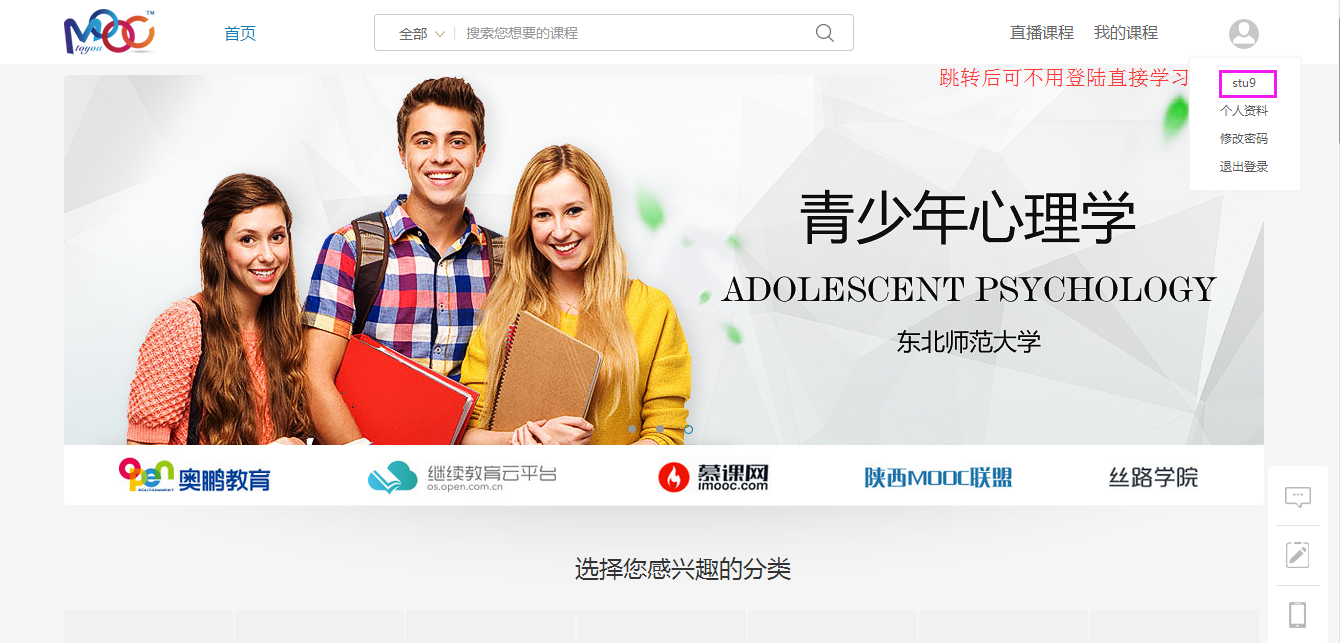 MOOC
TM
toyou
首页
全部
搜索您想要的课程
直播课程
我的课程
跳转后可不用登陆直接学习
stu9
个人资料
修改密码
退出登录
青少年心理学
ADOLESCENT PSYCHOLOGY
东北师范大学
open
奥鹏教育
继续教育云平台
os.open.com.cn
慕课网
imooc.com
陕西MOOC联盟
丝路学院
选择您感兴趣的分类